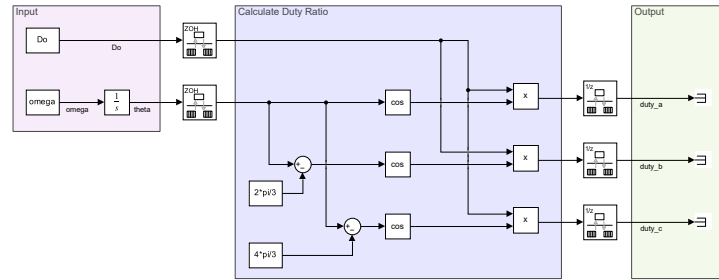 Input
Calculate Duty Ratio
Output
Do
Do
ZOH
omega
omega
1
s
theta
ZOH
cos
x
1/z
duty_a
+
−
2*pi/3
cos
x
1/z
duty_b
+
−
4*pi/3
cos
x
1/z
duty_c